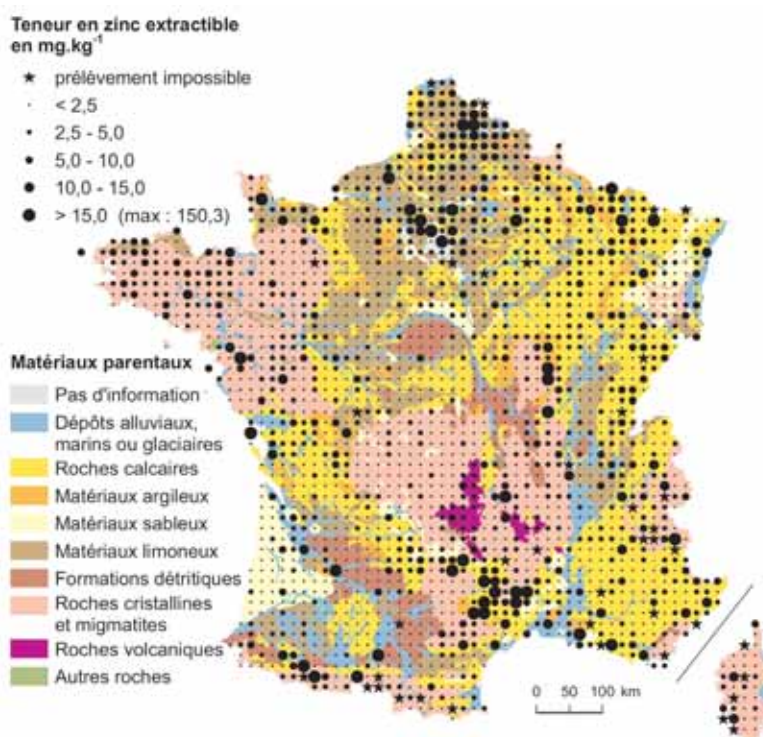 Teneur en zinc extractible
en mg.kg⁻¹
prélèvement impossible
< 2,5
2,5 - 5,0
5,0 - 10,0
10,0 - 15,0
> 15,0 (max : 150,3)
Matériaux parentaux
Pas d'information
Dépôts alluviaux,
marins ou glaciaires
Roches calcaires
Matériaux argileux
Matériaux sableux
Matériaux limoneux
Formations détritiques
Roches cristallines
et migmatites
Roches volcaniques
Autres roches
0 50 100 km